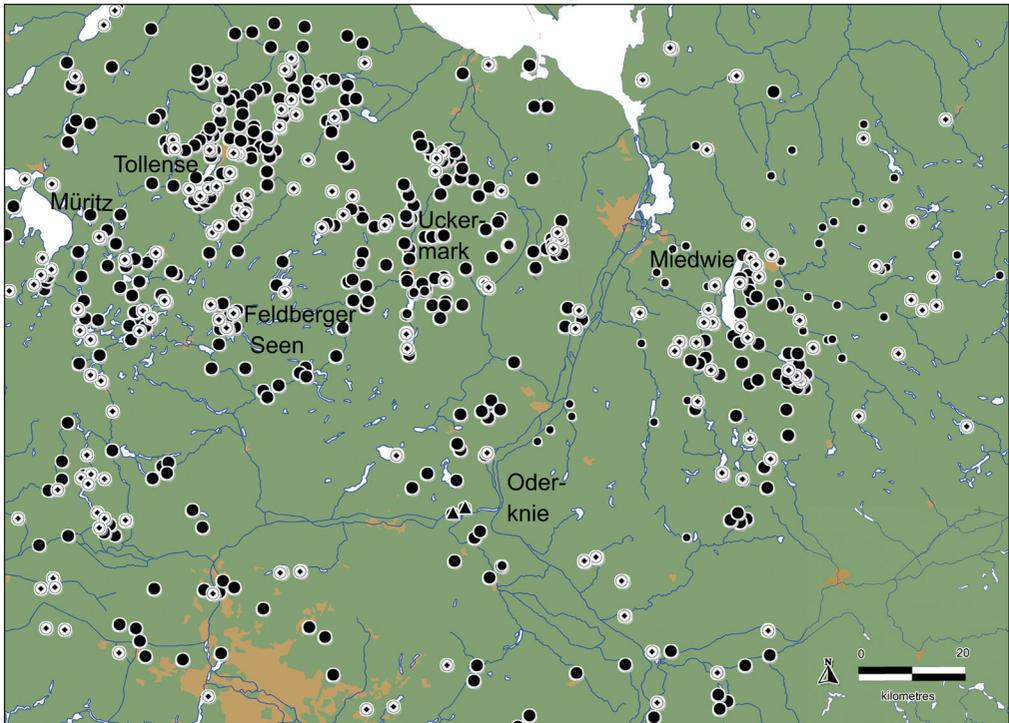 Tollense
Müritz
Ucker-
mark
Miedwie
Feldberger
Seen
Oder-
knie
N
0 20
kilometres